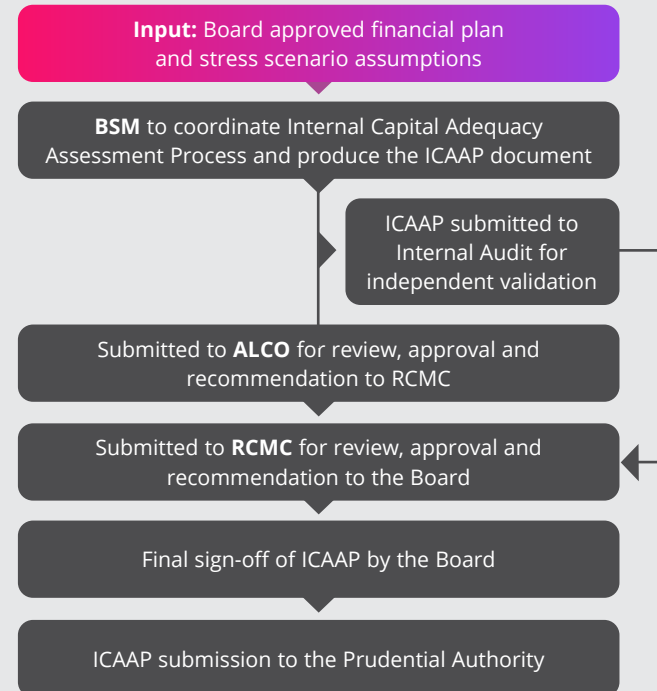 Input: Board approved financial plan
and stress scenario assumptions
BSM to coordinate Internal Capital Adequacy
Assessment Process and produce the ICAAP document
ICAAP submitted to
Internal Audit for
independent validation
Submitted to ALCO for review, approval and
recommendation to RCMC
Submitted to RCMC for review, approval and
recommendation to the Board
Final sign-off of ICAAP by the Board
ICAAP submission to the Prudential Authority